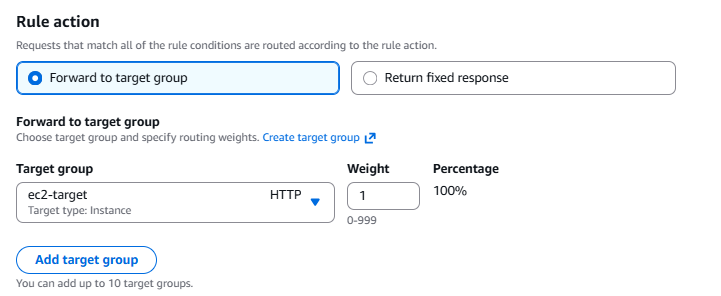 Rule action
Requests that match all of the rule conditions are routed according to the rule action.
Forward to target group
Return fixed response
Forward to target group
Choose target group and specify routing weights. Create target group
Target group
Weight
Percentage
ec2-target
HTTP
1
100%
Target type: Instance
0-999
Add target group
You can add up to 10 target groups.